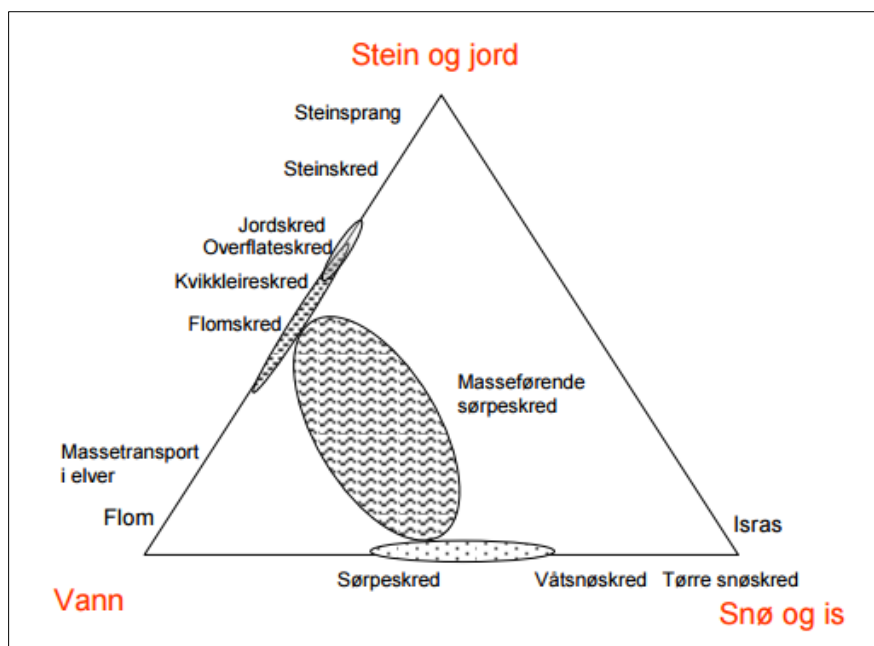 Stein og jord
Steinsprang
Steinskred
Jordskred
Overflateskred
Kvikkleireskred
Flomskred
Masseførende
sørpeskred
Massetransport
i elver
Flom
Isras
Sørpeskred
Våtsnøskred
Tørre snøskred
Vann
Snø og is